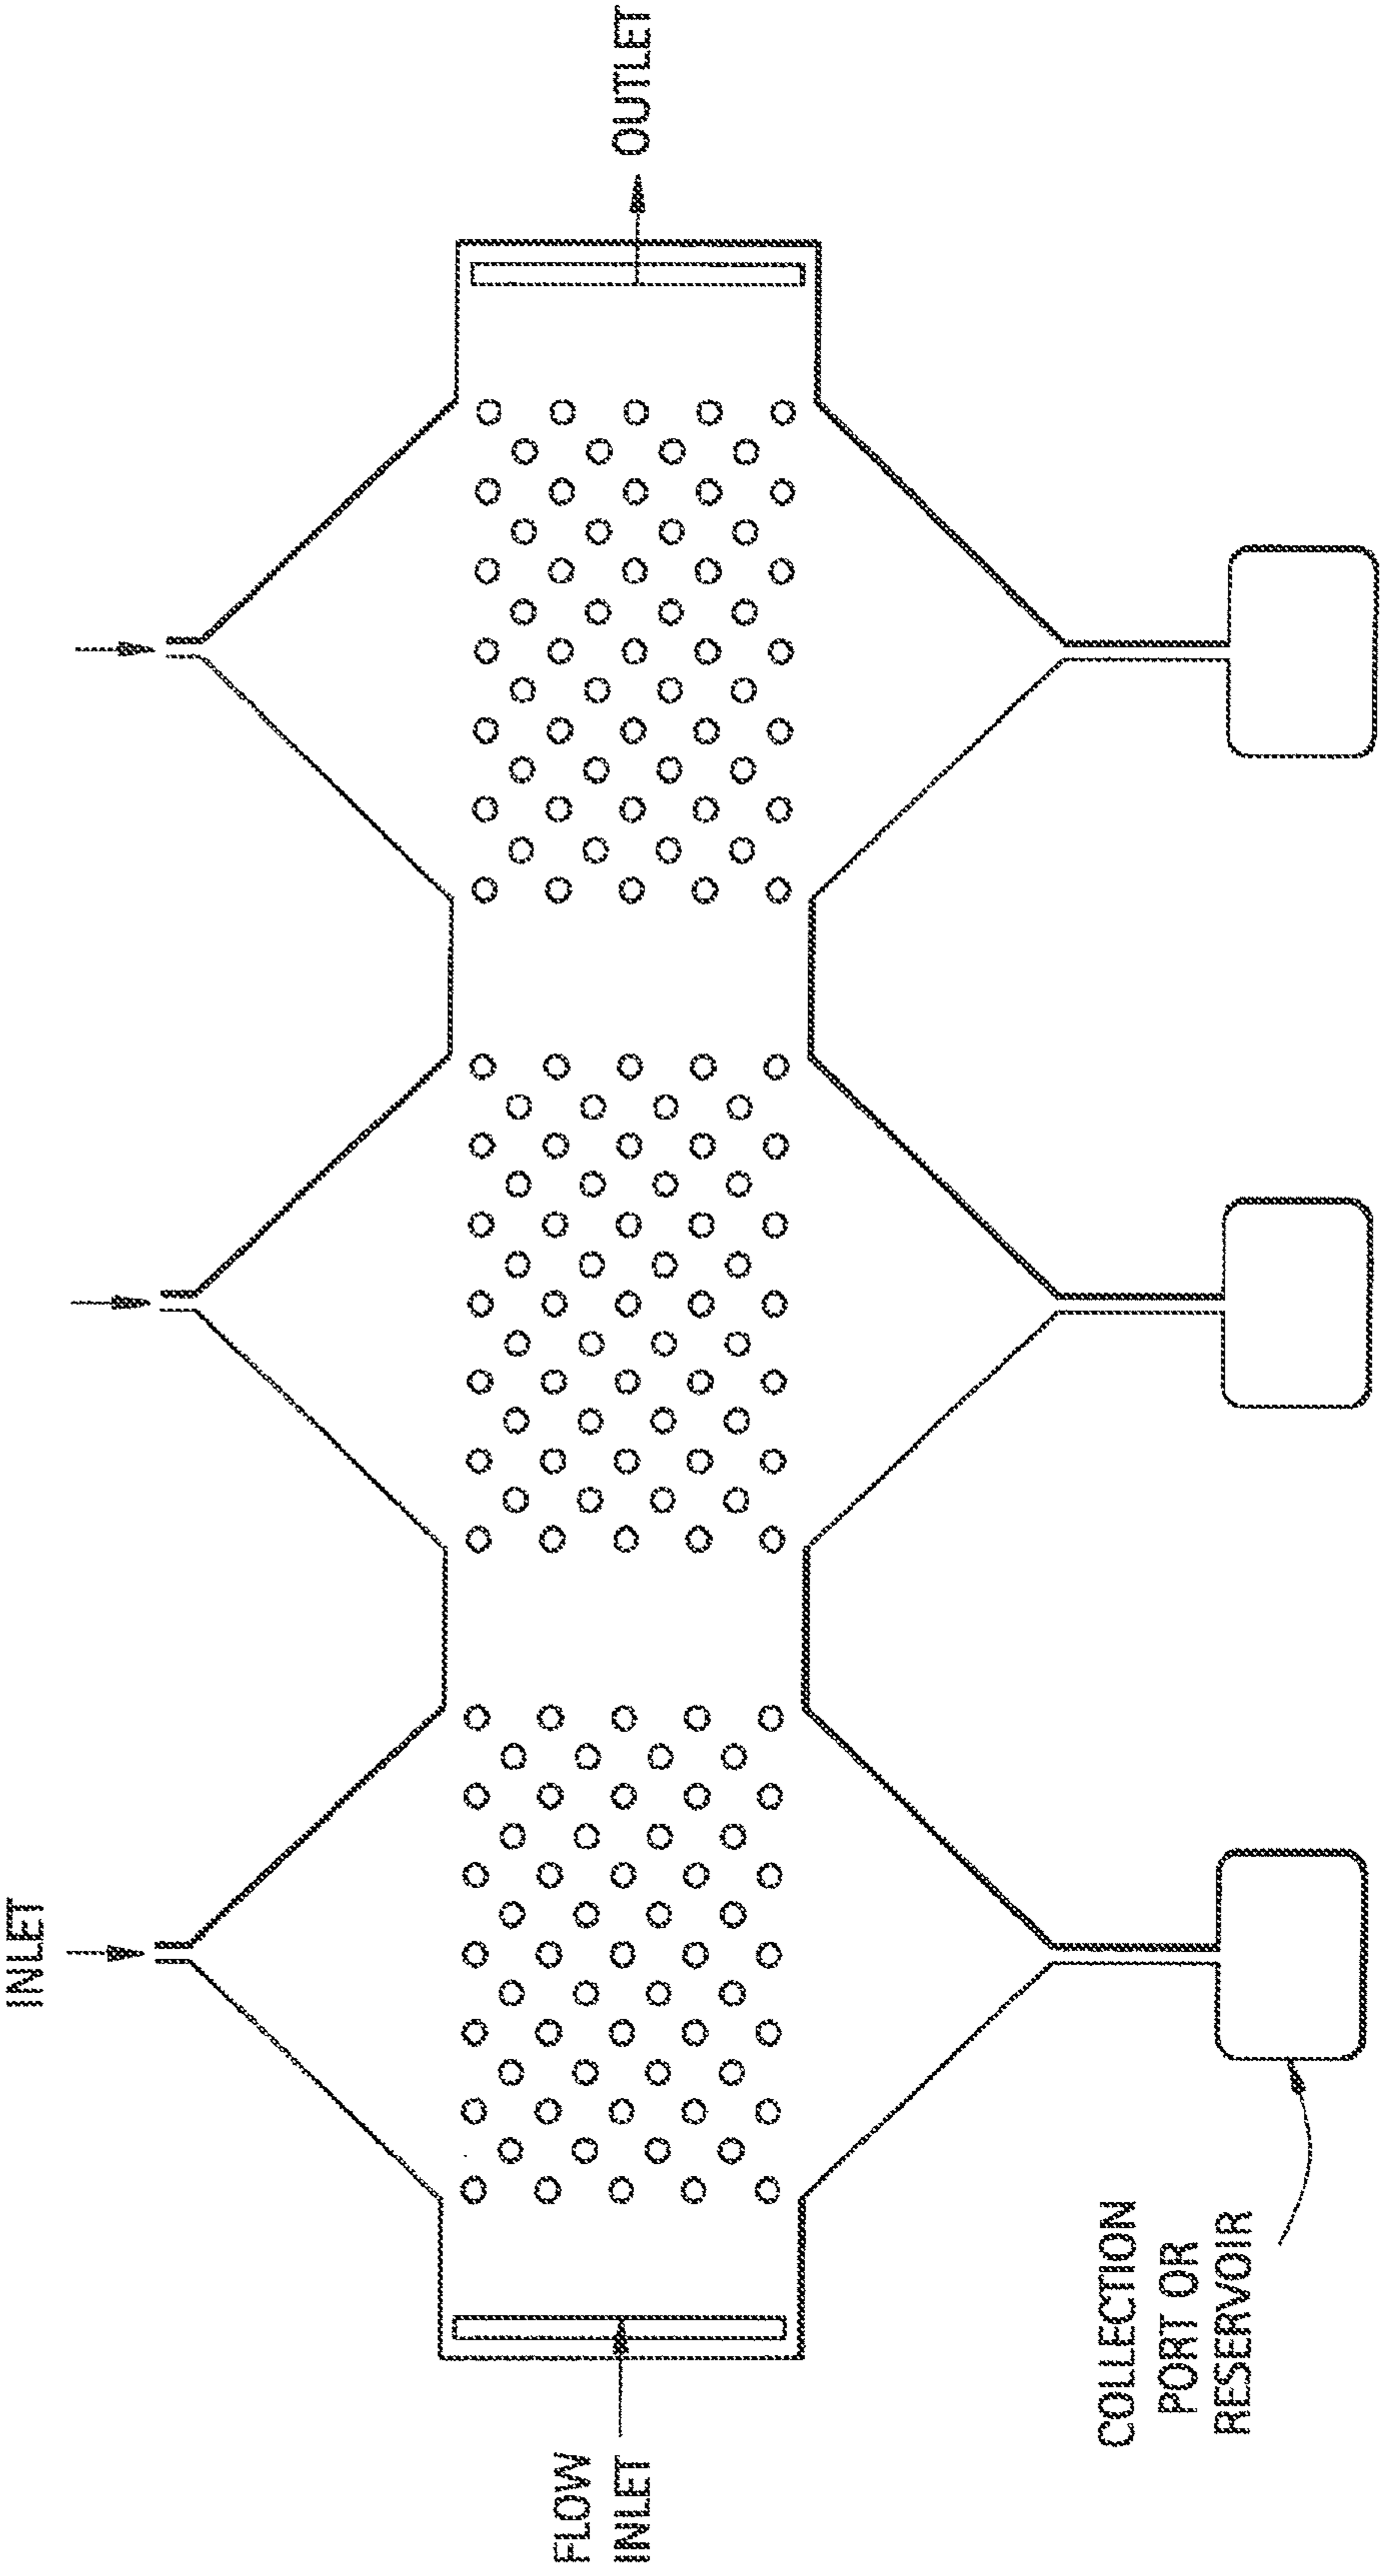 INLET
OUTLET
FLOW
INLET
COLLECTION
PORT OR
RESERVOIR